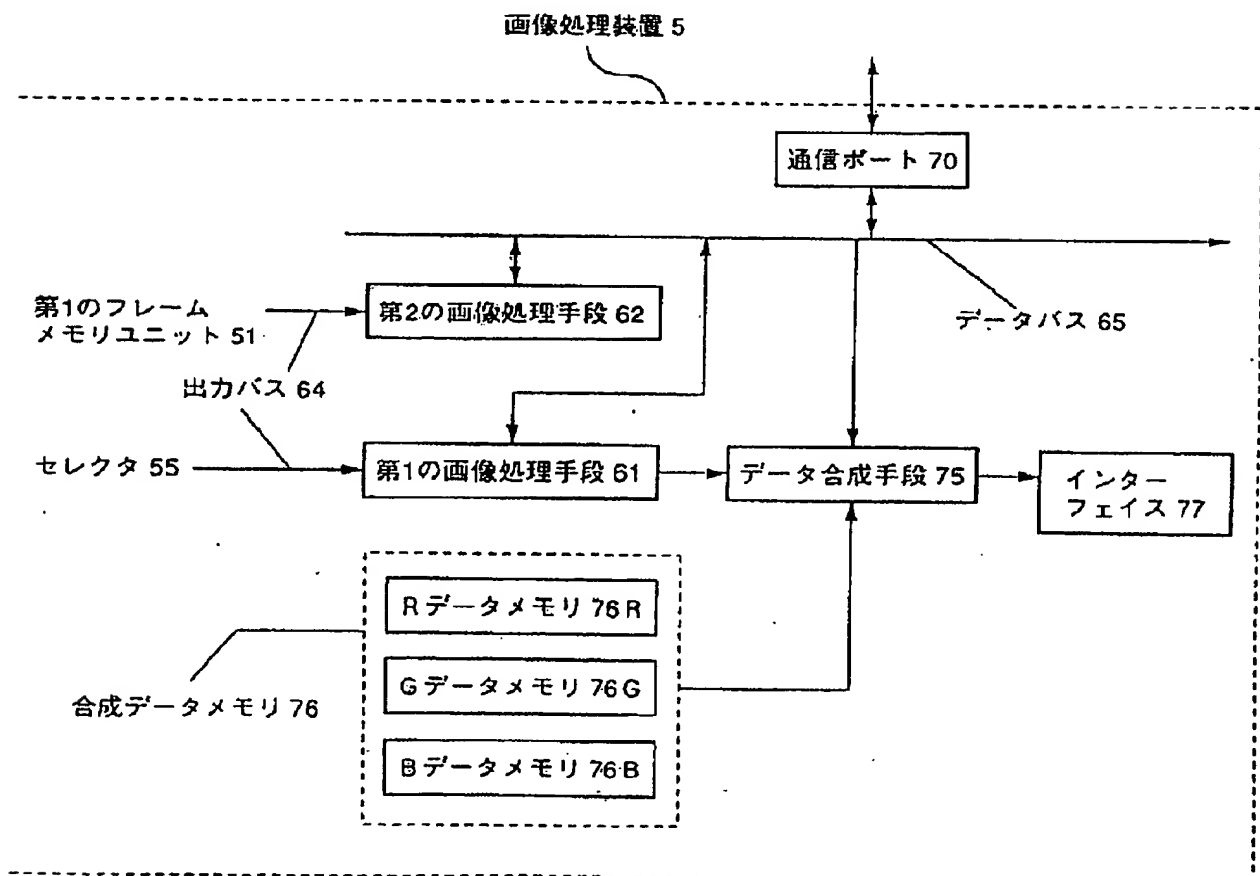 画像処理装置 5
通信ポート 70
第1のフレーム
メモリユニット 51
第2の画像処理手段 62
データバス 65
出力バス 64
セレクタ 55
第1の画像処理手段 61
データ合成手段 75
インター
フェイス 77
Rデータメモリ 76R
Gデータメモリ 76G
Bデータメモリ 76B
合成データメモリ 76